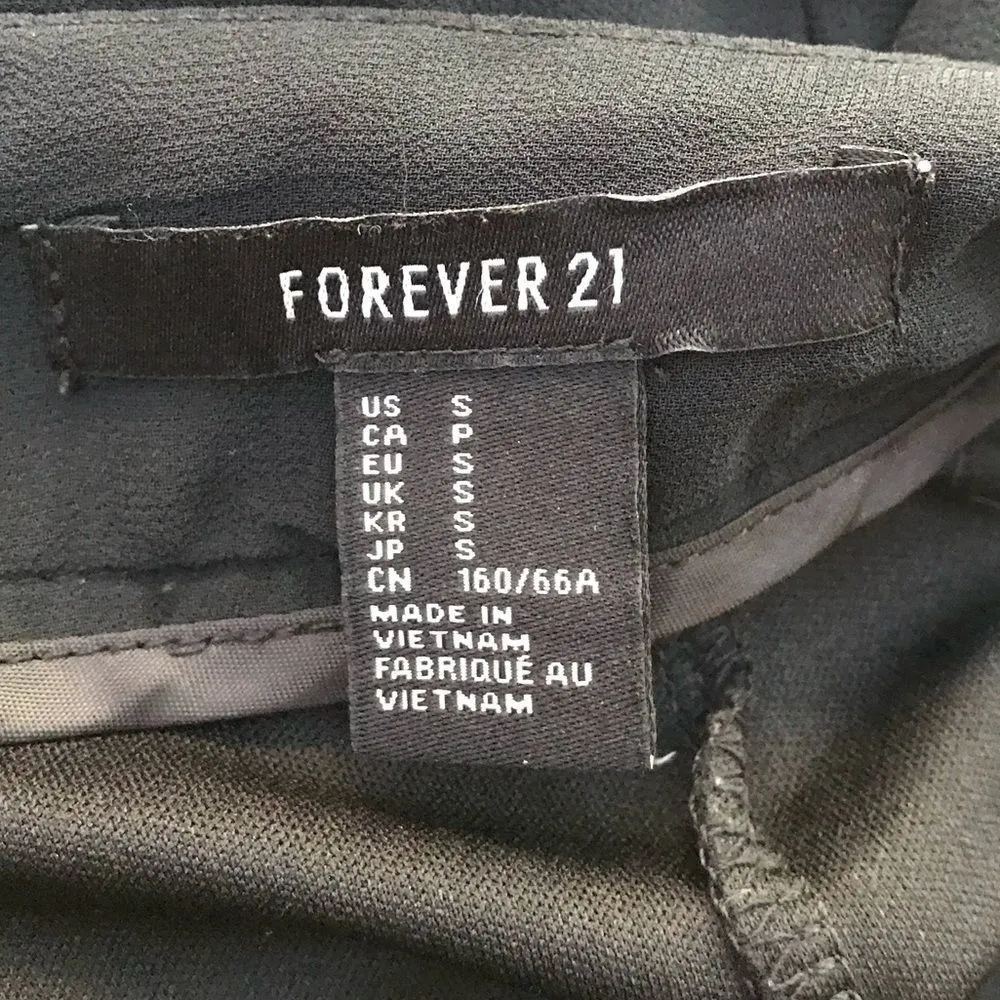 FOREVER 21
US S
CA P
EU S
UK S
KR S
JP S
CN 160/66A
MADE IN
VIETNAM
FABRIQUÉ AU
VIETNAM